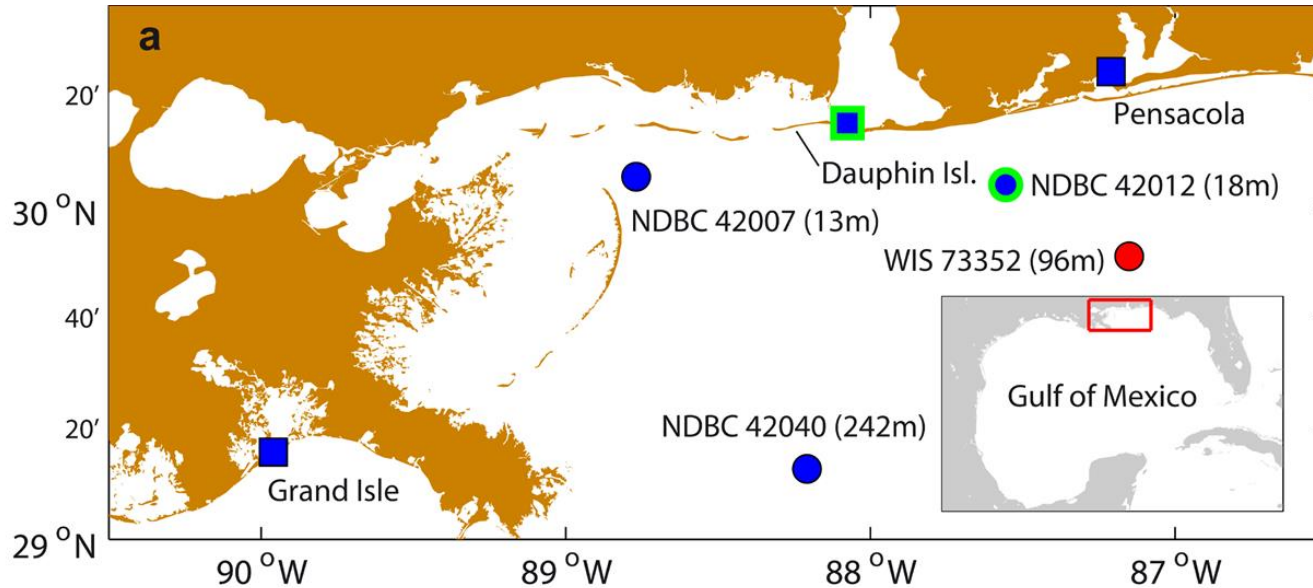 a
20′
Pensacola
Dauphin Isl.
NDBC 42012 (18m)
30 °N
NDBC 42007 (13m)
WIS 73352 (96m)
40′
Gulf of Mexico
20′
NDBC 42040 (242m)
Grand Isle
29 °N
90 °W
89 °W
88 °W
87 °W